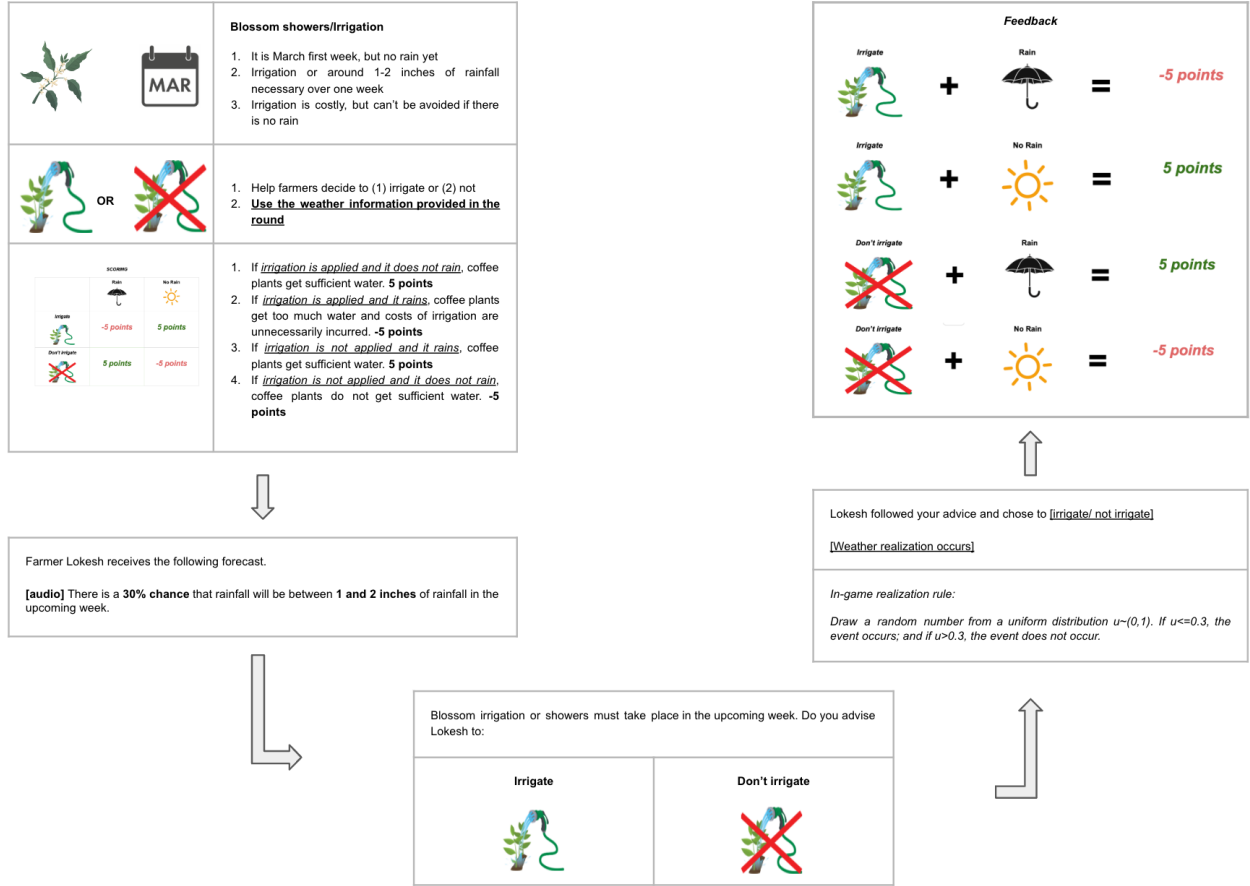 Blossom showers/Irrigation
MAR
1. It is March first week, but no rain yet
2. Irrigation or around 1-2 inches of rainfall
necessary over one week
3. Irrigation is costly, but can't be avoided if there
is no rain
OR
1. Help farmers decide to (1) irrigate or (2) not
2. Use the weather information provided in the
round
SCORING
Rain No Rain
Irrigate
-5 points 5 points
Don't irrigate
5 points -5 points
1. If irrigation is applied and it does not rain, coffee
plants get sufficient water. 5 points
2. If irrigation is applied and it rains, coffee plants
get too much water and costs of irrigation are
unnecessarily incurred. -5 points
3. If irrigation is not applied and it rains, coffee
plants get sufficient water. 5 points
4. If irrigation is not applied and it does not rain,
coffee plants do not get sufficient water. -5
points
Farmer Lokesh receives the following forecast.
[audio] There is a 30% chance that rainfall will be between 1 and 2 inches of rainfall in the
upcoming week.
Blossom irrigation or showers must take place in the upcoming week. Do you advise
Lokesh to:
Irrigate
Don't irrigate
Lokesh followed your advice and chose to [irrigate/ not irrigate]
[Weather realization occurs]
In-game realization rule:
Draw a random number from a uniform distribution u~(0,1). If u<=0.3, the
event occurs; and if u>0.3, the event does not occur.
Feedback
Irrigate Rain
+ = -5 points
Irrigate No Rain
+ = 5 points
Don't irrigate Rain
+ = 5 points
Don't irrigate No Rain
+ = -5 points